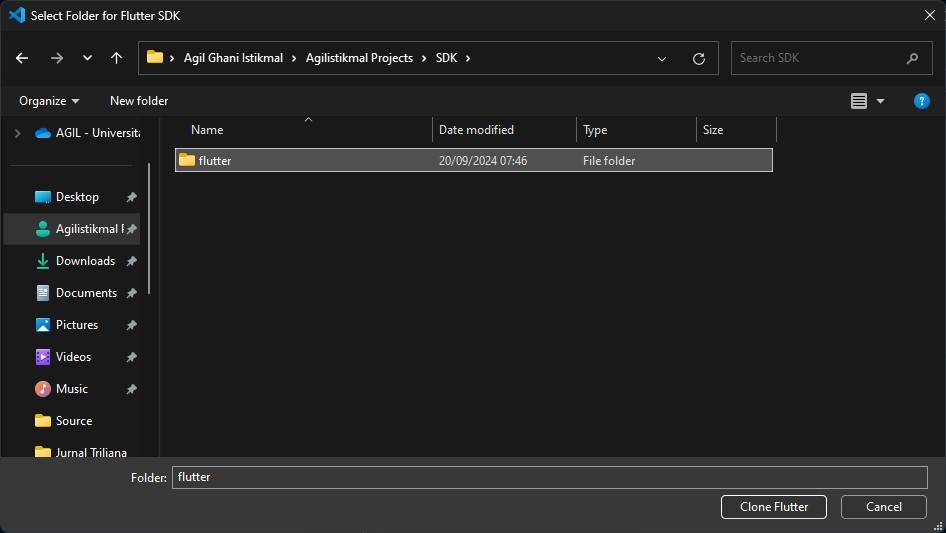 Select Folder for Flutter SDK
Agil Ghani Istikmal > Agilistikmal Projects > SDK >
Search SDK
Organize
New folder
AGIL - Universita
Name
Date modified
Type
Size
flutter
20/09/2024 07:46
File folder
Desktop
Agilistikmal P
Downloads
Documents
Pictures
Videos
Music
Source
Jurnal Triliana
Folder:
flutter
Clone Flutter
Cancel